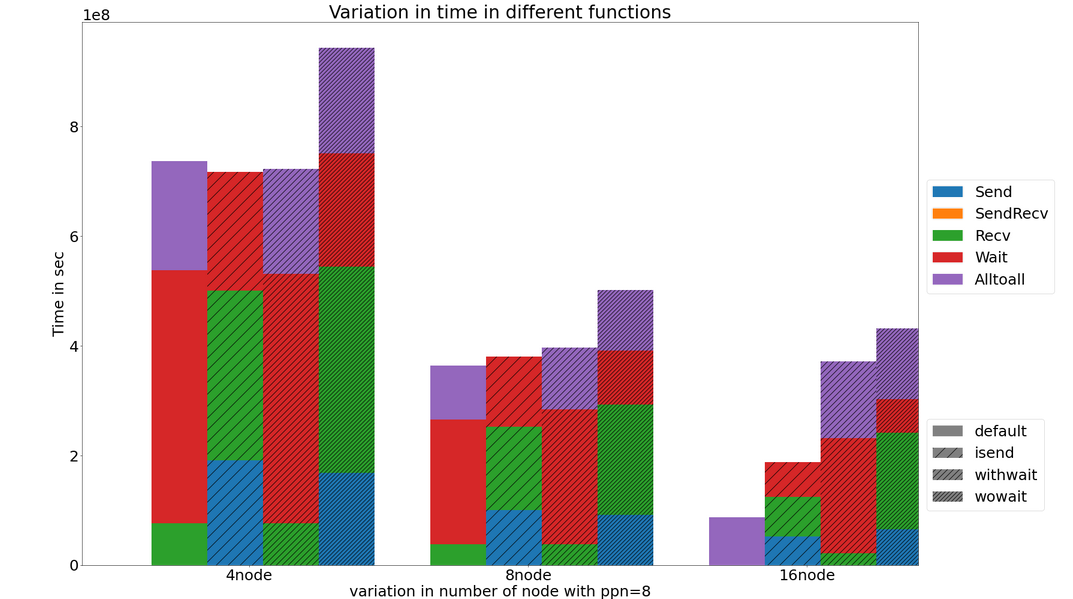 Variation in time in different functions
1e8
8
6
4
2
0
Time in sec
4node
8node
16node
variation in number of node with ppn=8
Send
SendRecv
Recv
Wait
Alltoall
default
isend
withwait
wowait